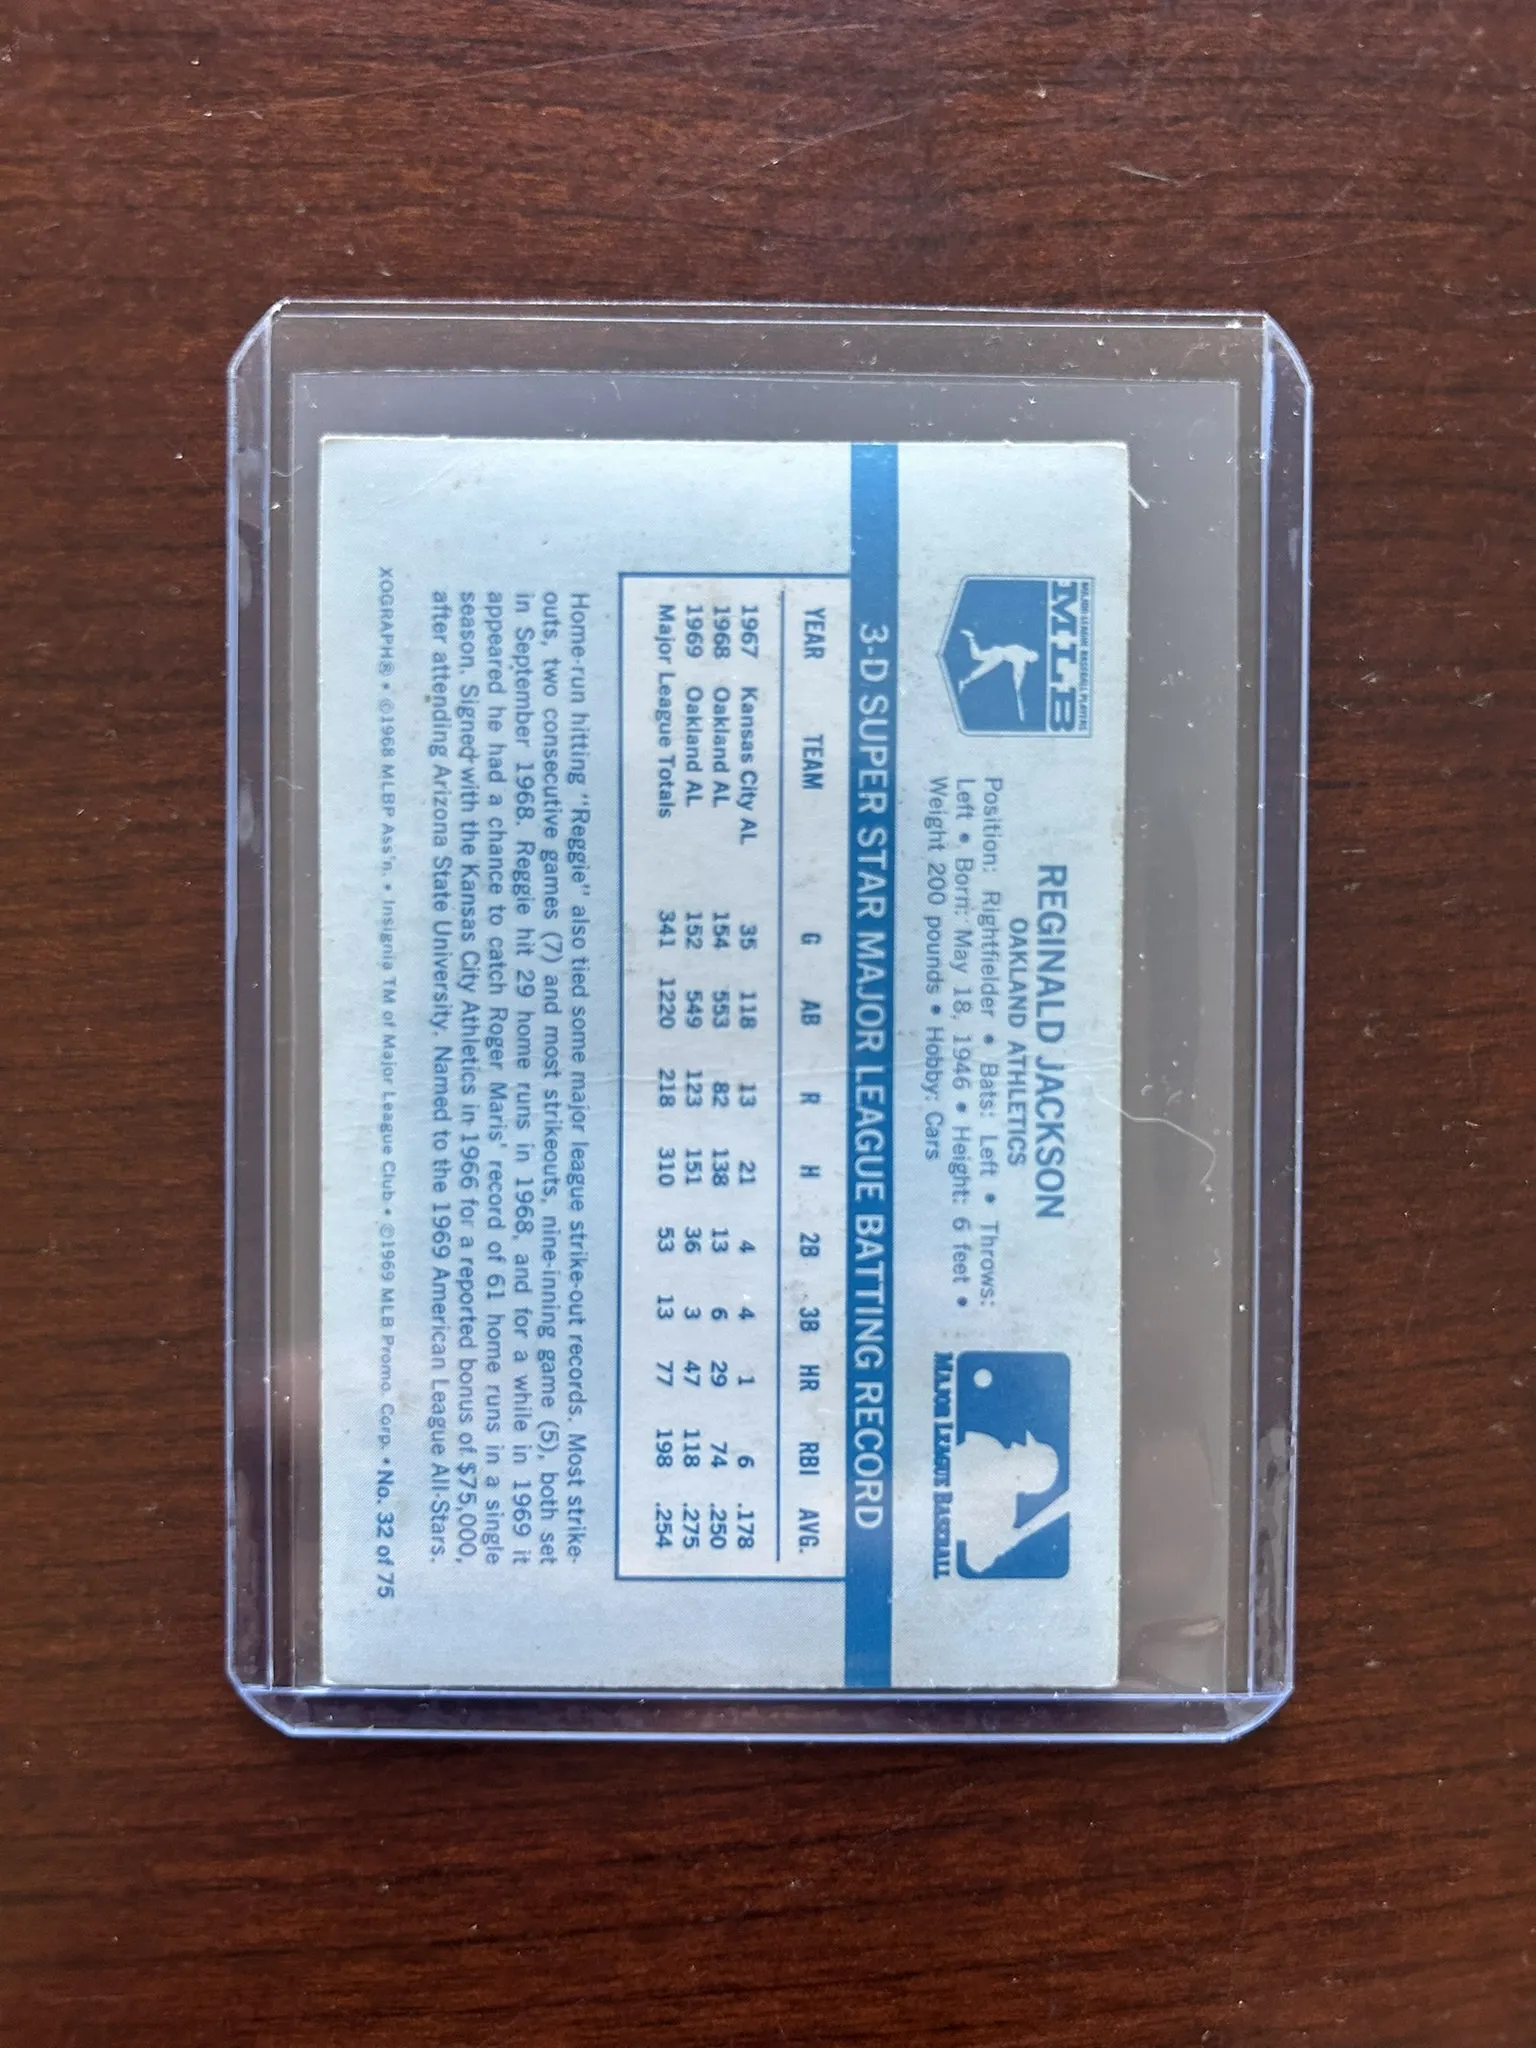 MAJOR LEAGUE BASEBALL PLAYERS
MLB
REGINALD JACKSON
OAKLAND ATHLETICS
Position: Rightfielder • Bats: Left • Throws:
Left • Born: May 18, 1946 • Height: 6 feet •
Weight 200 pounds • Hobby: Cars
MAJOR LEAGUE BASEBALL
3-D SUPER STAR MAJOR LEAGUE BATTING RECORD
YEAR TEAM G AB R H 2B 3B HR RBI AVG.
1967 Kansas City AL 35 118 13 21 4 4 1 6 .178
1968 Oakland AL 154 553 82 138 13 6 29 74 .250
1969 Oakland AL 152 549 123 151 36 3 47 118 .275
Major League Totals 341 1220 218 310 53 13 77 198 .254
Home-run hitting "Reggie" also tied some major league strike-out records. Most strike-
outs, two consecutive games (7) and most strikeouts, nine-inning game (5), both set
in September 1968. Reggie hit 29 home runs in 1968, and for a while in 1969 it
appeared he had a chance to catch Roger Maris' record of 61 home runs in a single
season. Signed with the Kansas City Athletics in 1966 for a reported bonus of $75,000,
after attending Arizona State University. Named to the 1969 American League All-Stars.
XOGRAPH® • ©1968 MLBP Ass'n. • Insignia TM of Major League Club • ©1969 MLB Promo. Corp. • No. 32 of 75